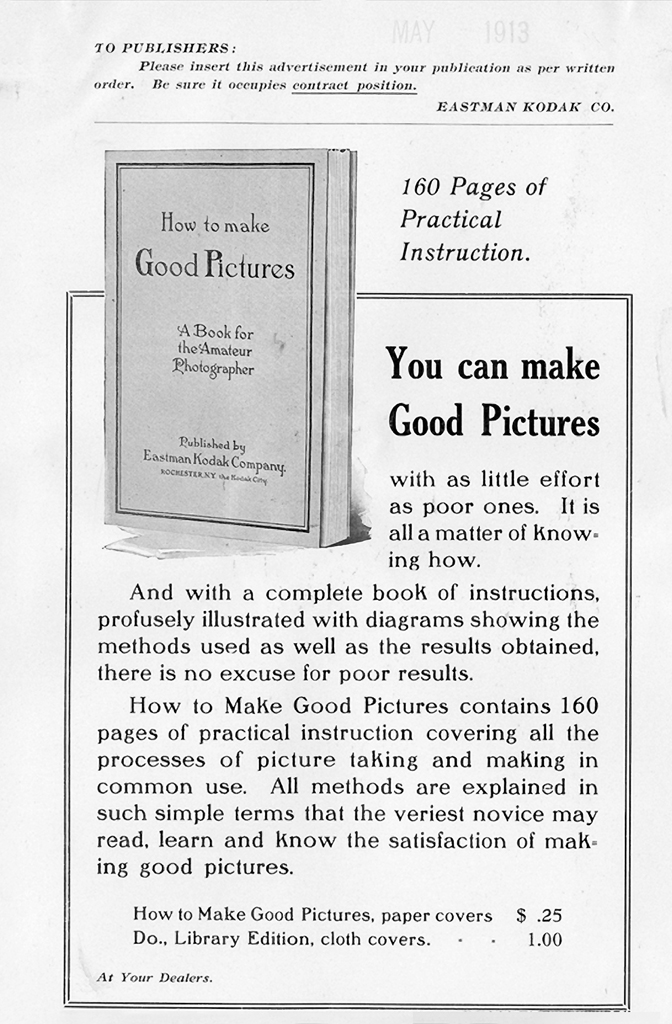 MAY 1913
TO PUBLISHERS:
Please insert this advertisement in your publication as per written
order. Be sure it occupies contract position.
EASTMAN KODAK CO.
How to make
Good Pictures
A Book for
the Amateur
Photographer
Published by
Eastman Kodak Company.
ROCHESTER, N.Y. the Kodak City
160 Pages of
Practical
Instruction.
You can make
Good Pictures
with as little effort
as poor ones. It is
all a matter of know-
ing how.
And with a complete book of instructions,
profusely illustrated with diagrams showing the
methods used as well as the results obtained,
there is no excuse for poor results.
How to Make Good Pictures contains 160
pages of practical instruction covering all the
processes of picture taking and making in
common use. All methods are explained in
such simple terms that the veriest novice may
read, learn and know the satisfaction of mak-
ing good pictures.
How to Make Good Pictures, paper covers $ .25
Do., Library Edition, cloth covers. - - 1.00
At Your Dealers.